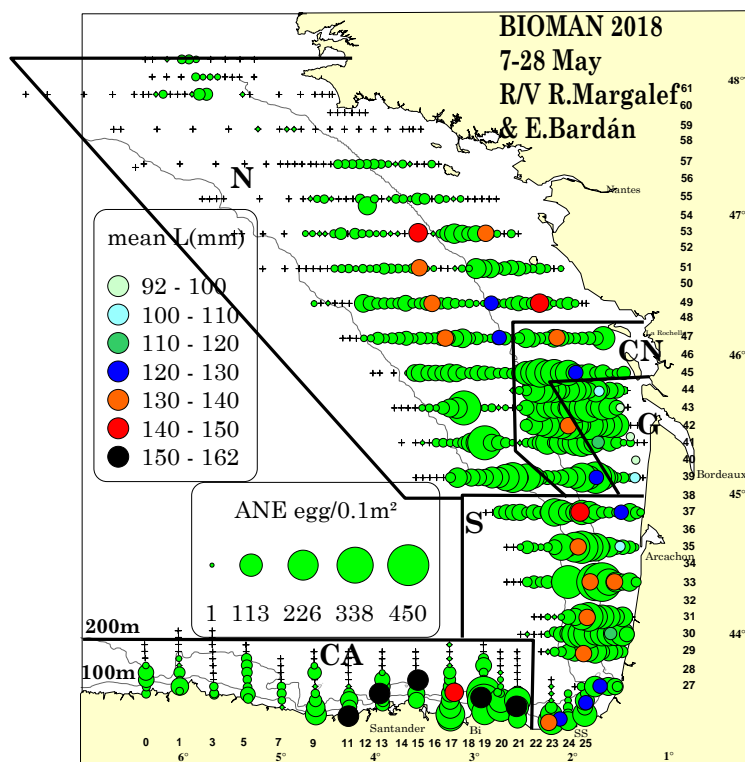 BIOMAN 2018
7-28 May
R/V R.Margalef
& E.Bardán
48°
61
60
59
58
57
56
55
54
53
52
51
50
49
48
47
46
45
44
43
42
41
40
39
38
37
36
35
34
33
32
31
30
29
28
27
47°
46°
45°
44°
Nantes
La Rochelle
Bordeaux
Arcachon
N
CN
G
S
CA
mean L(mm)
92 - 100
100 - 110
110 - 120
120 - 130
130 - 140
140 - 150
150 - 162
ANE egg/0.1m²
1 113 226 338 450
200m
100m
Santander Bi SS
0 1 3 5 7 9 11 12 13 14 15 16 17 18 19 20 21 22 23 24 25
6° 5° 4° 3° 2° 1°